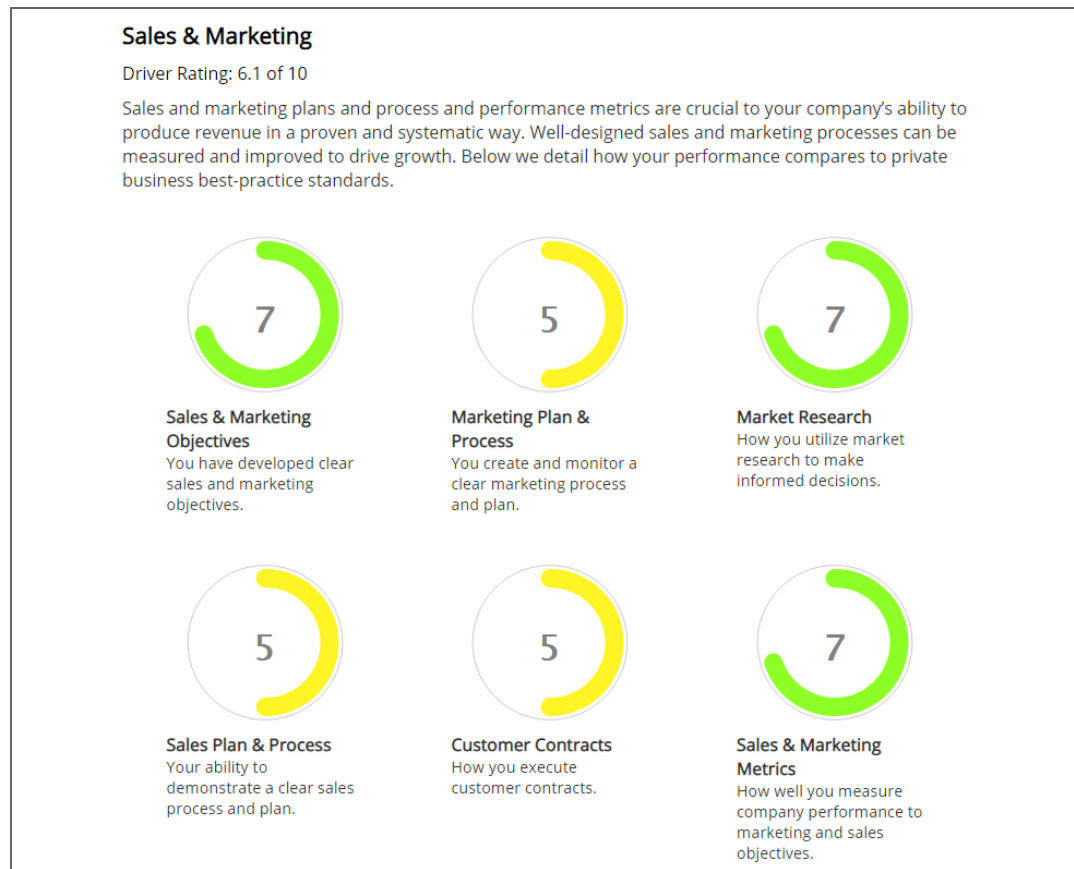 Sales & Marketing
Driver Rating: 6.1 of 10
Sales and marketing plans and process and performance metrics are crucial to your company’s ability to
produce revenue in a proven and systematic way. Well-designed sales and marketing processes can be
measured and improved to drive growth. Below we detail how your performance compares to private
business best-practice standards.
7
Sales & Marketing
Objectives
You have developed clear
sales and marketing
objectives.
5
Marketing Plan &
Process
You create and monitor a
clear marketing process
and plan.
7
Market Research
How you utilize market
research to make
informed decisions.
5
Sales Plan & Process
Your ability to
demonstrate a clear sales
process and plan.
5
Customer Contracts
How you execute
customer contracts.
7
Sales & Marketing
Metrics
How well you measure
company performance to
marketing and sales
objectives.